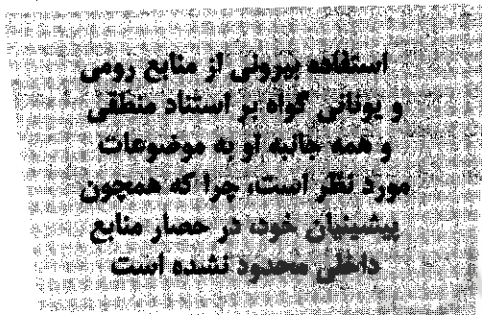 استفاده بیرونی از منابع رومی
و یونانی گواه بر استناد منطقی
و همه جانبه او به موضوعات
مورد نظر است، چرا که همچون
پیشینیان خود، در حصار منابع
داخلی محدود نشده است